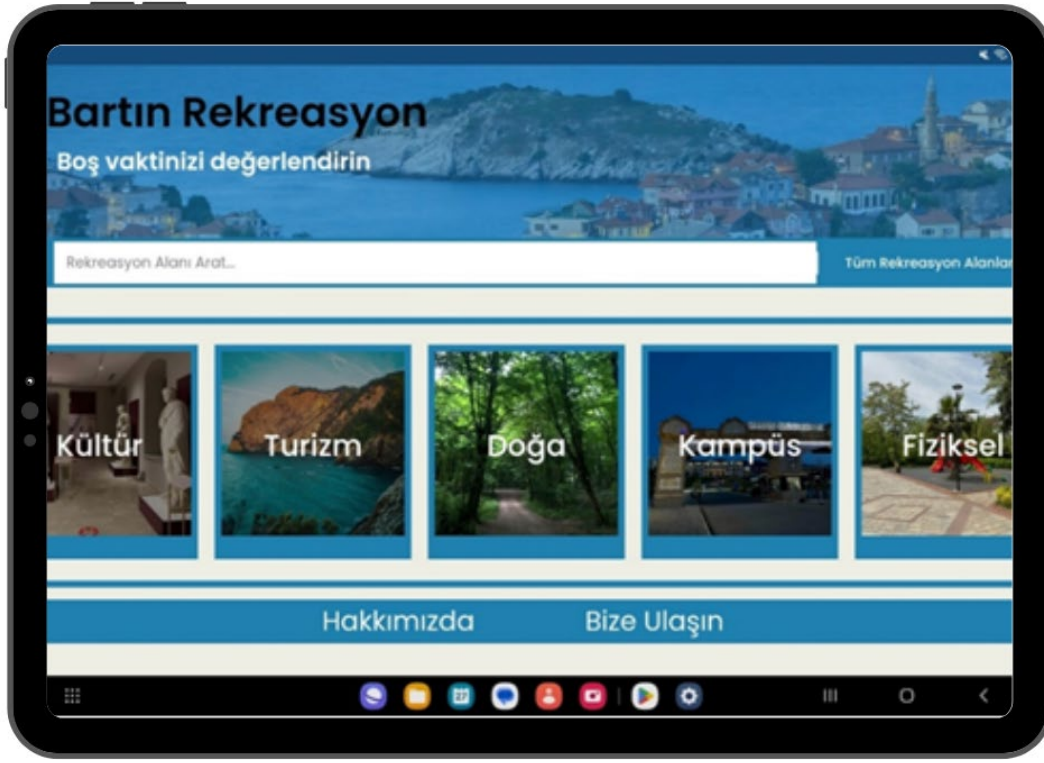 Bartın Rekreasyon
Boş vaktinizi değerlendirin
Rekreasyon Alanı Arat...
Tüm Rekreasyon Alanlar
Kültür
Turizm
Doğa
Kampüs
Fiziksel
Hakkımızda
Bize Ulaşın
27